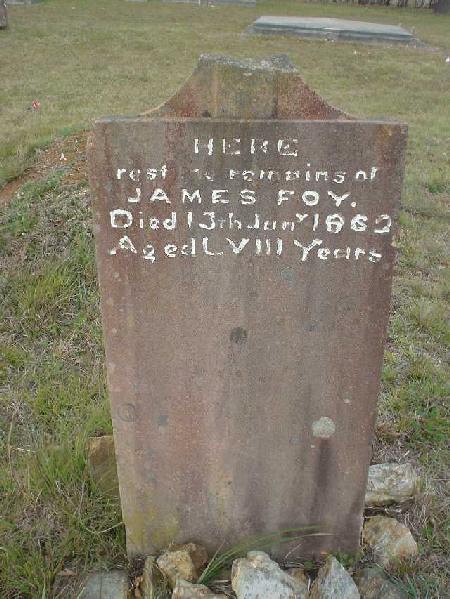 HERE
rest the remains of
JAMES FOY.
Died 13th Jany 1862
Aged LVIII Years